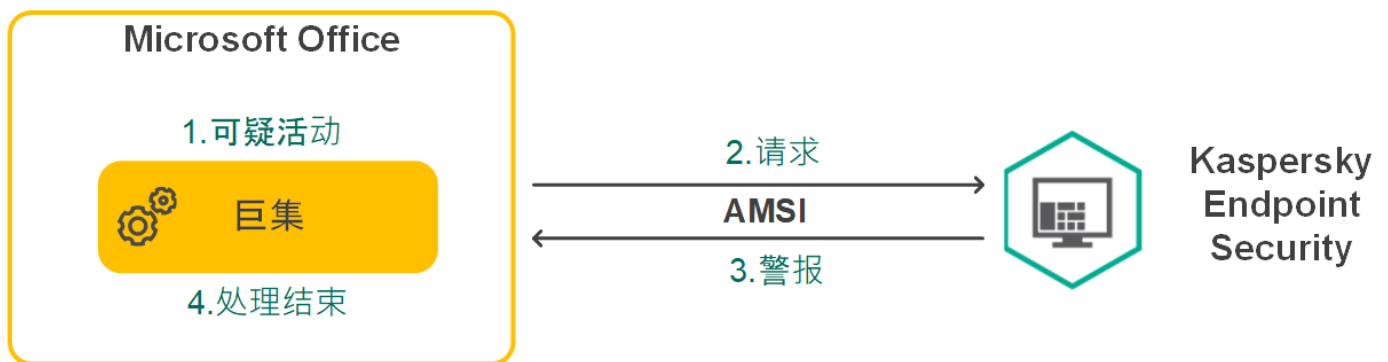 Microsoft Office
1.可疑活动
巨集
4.处理结束
2.请求
AMSI
3.警报
Kaspersky
Endpoint
Security